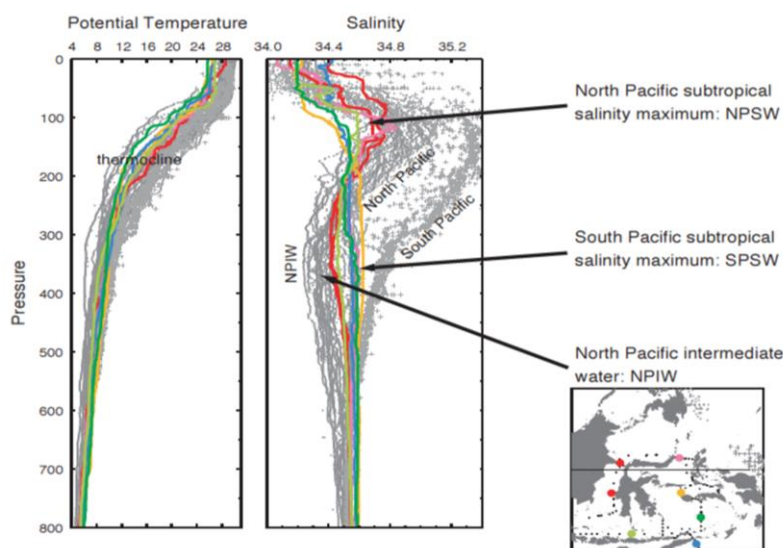 Potential Temperature
Salinity
4 8 12 16 20 24 28
34.0 34.4 34.8 35.2
0
100
200
300
400
500
600
700
800
Pressure
thermocline
North Pacific
South Pacific
NPIW
North Pacific subtropical
salinity maximum: NPSW
South Pacific subtropical
salinity maximum: SPSW
North Pacific intermediate
water: NPIW